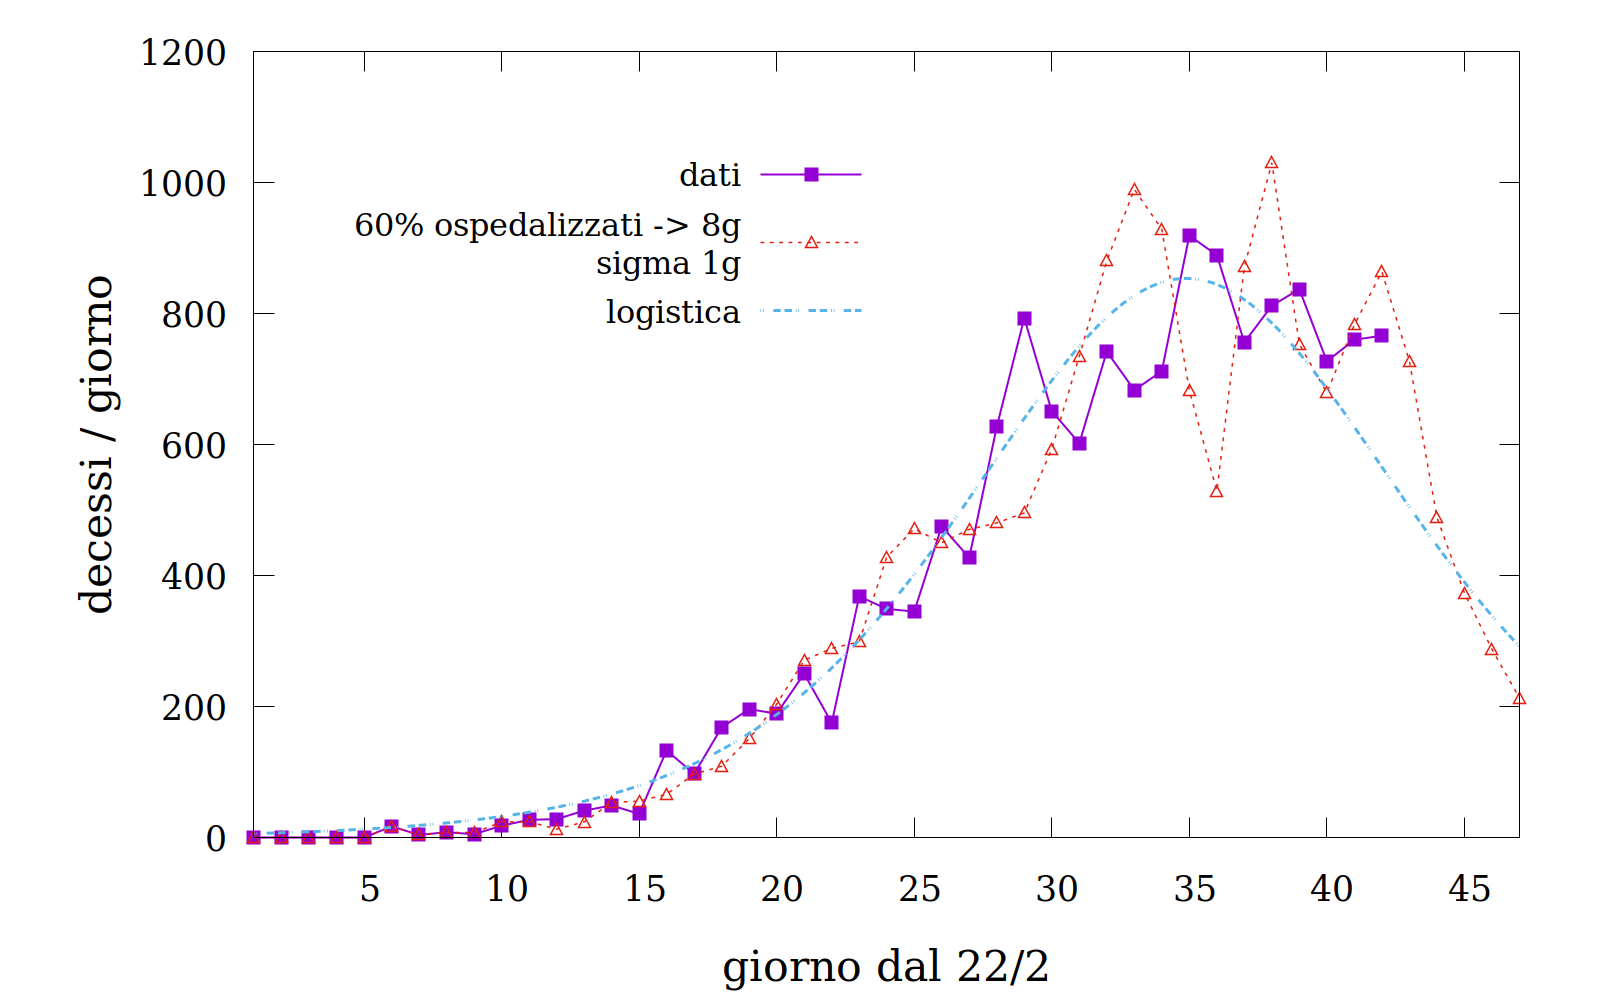 1200
1000
800
600
400
200
0
decessi / giorno
dati
60% ospedalizzati -> 8g
sigma 1g
logistica
5 10 15 20 25 30 35 40 45
giorno dal 22/2